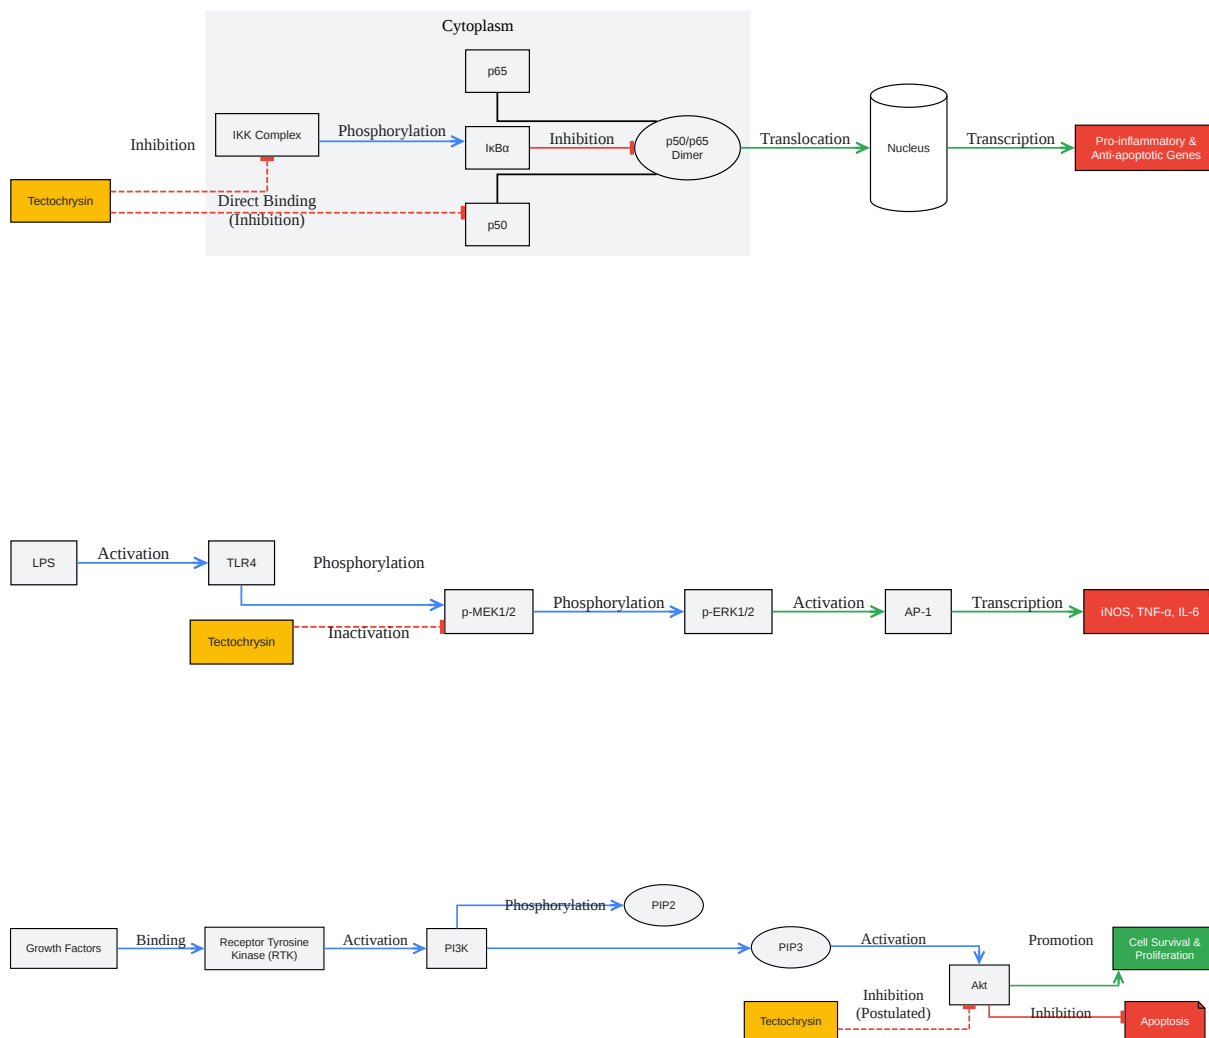 Cytoplasm
p65
IKK Complex
Phosphorylation
IκBα
Inhibition
p50/p65
Dimer
Translocation
Nucleus
Transcription
Pro-inflammatory &
Anti-apoptotic Genes
Inhibition
Tectochrysin
Direct Binding
(Inhibition)
p50
LPS
Activation
TLR4
Phosphorylation
p-MEK1/2
Phosphorylation
p-ERK1/2
Activation
AP-1
Transcription
iNOS, TNF-α, IL-6
Tectochrysin
Inactivation
Phosphorylation
PIP2
Growth Factors
Binding
Receptor Tyrosine
Kinase (RTK)
Activation
PI3K
PIP3
Activation
Promotion
Cell Survival &
Proliferation
Akt
Inhibition
(Postulated)
Tectochrysin
Inhibition
Apoptosis